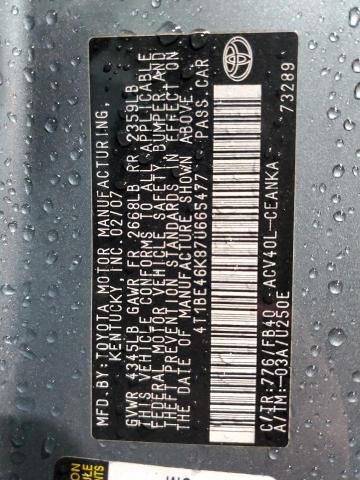 MFD.BY:TOYOTA MOTOR MANUFACTURING,
KENTUCKY, INC. 02/07
GVWR 4345LB GAWR FR 2668LB RR 2359LB
THIS VEHICLE CONFORMS TO ALL APPLICABLE
FEDERAL MOTOR VEHICLE SAFETY BUMPER, AND
THEFT PREVENTION STANDARDS IN EFFECT ON
THE DATE OF MANUFACTURE SHOWN ABOVE.
4T1BE46K87U665477 PASS.CAR
C/TR:776/FB40 ACV40L-CEANKA
A/TM:-03A/U250E 73289